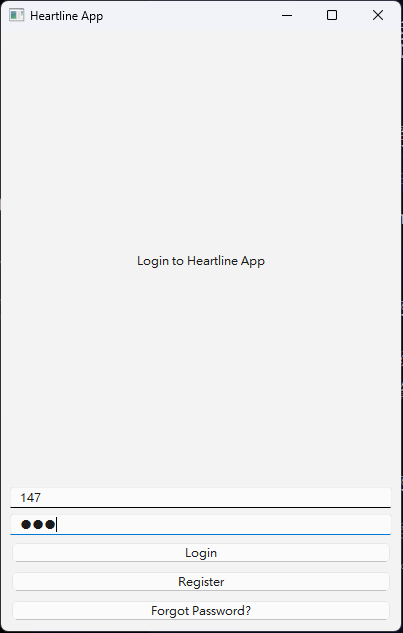 Heartline App
Login to Heartline App
147
●●●
Login
Register
Forgot Password?